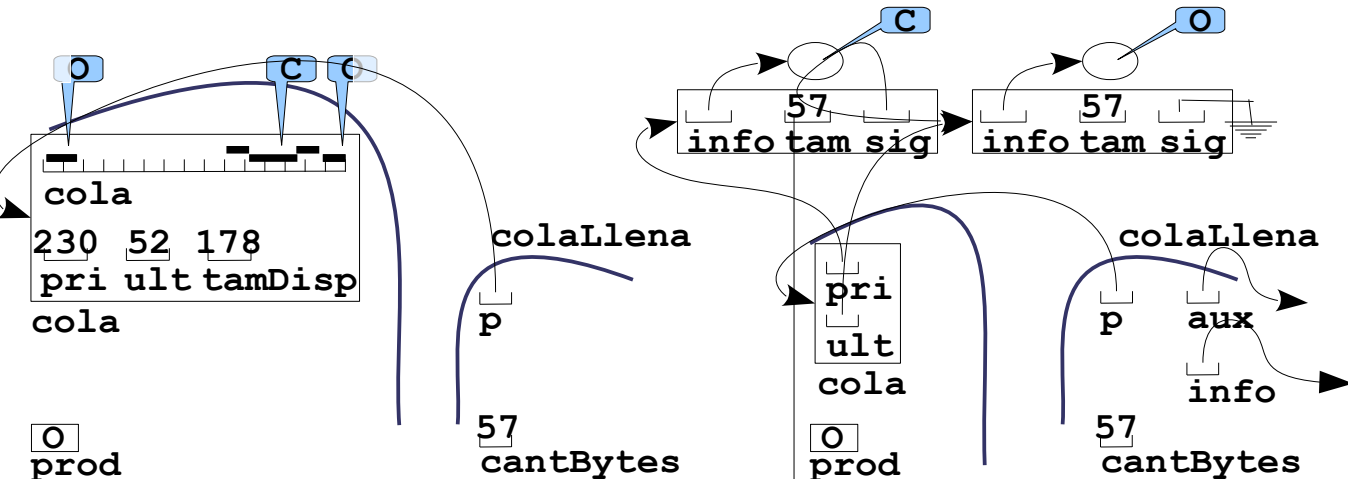 O C O
cola
230 52 178
pri ult tamDisp
cola
colaLlena
p
O
prod
57
cantBytes
C O
57
info tam sig
57
info tam sig
pri
ult
cola
colaLlena
p aux
info
O
prod
57
cantBytes